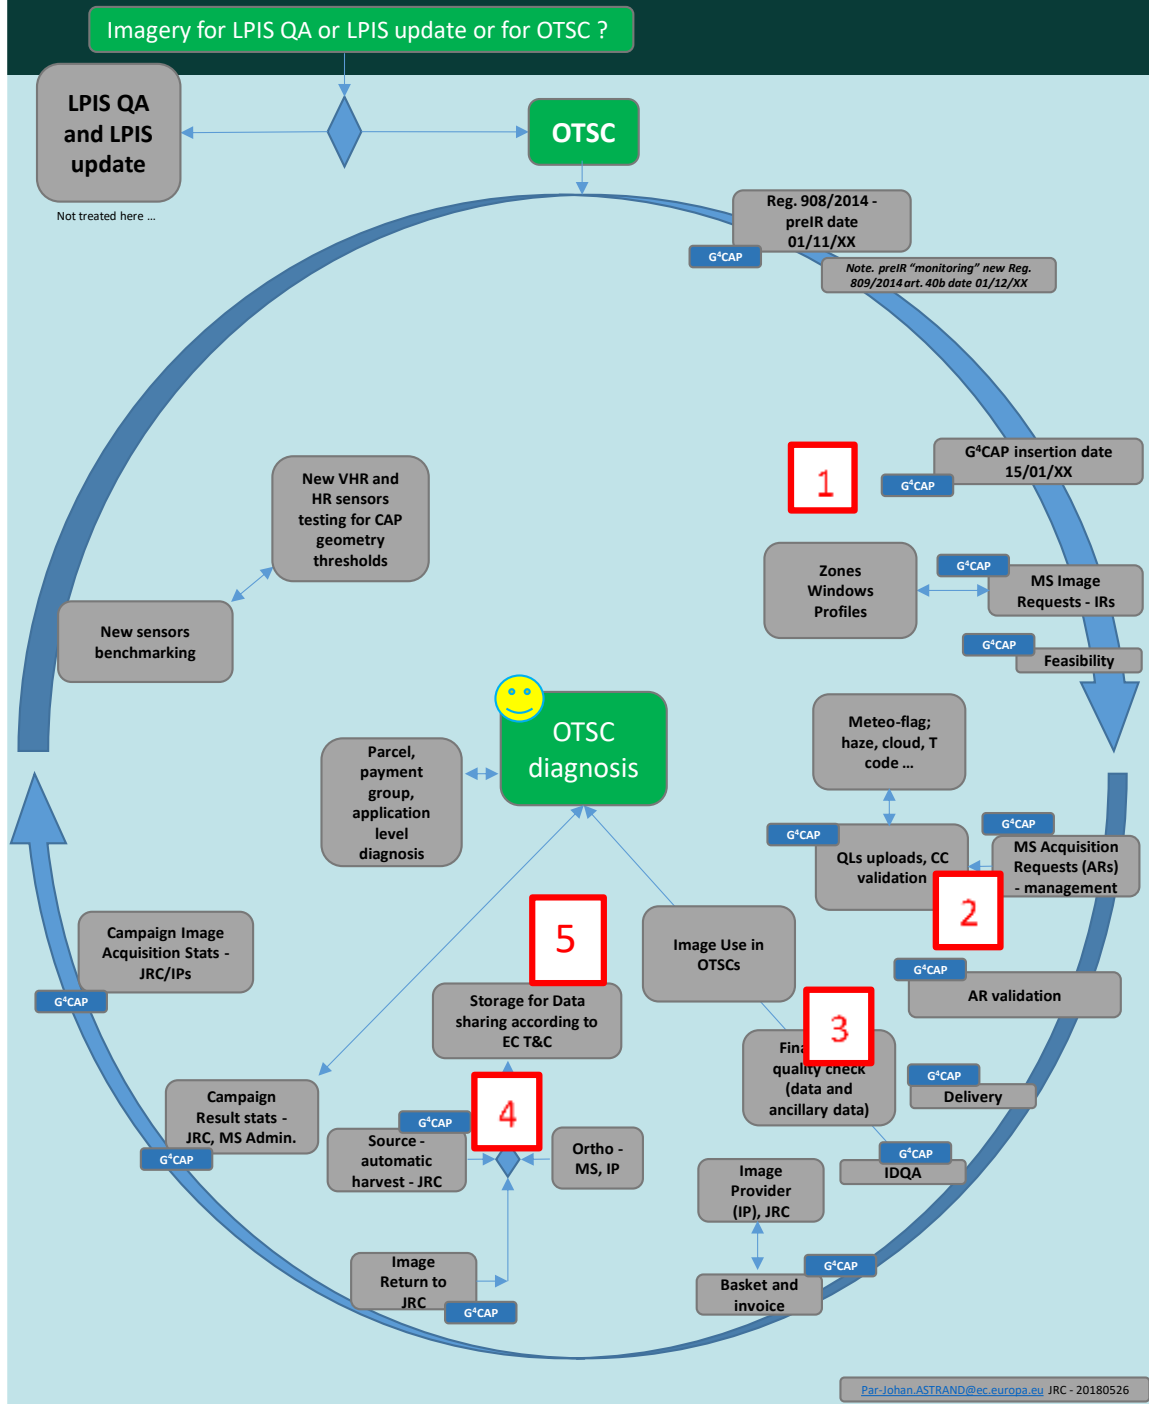 Imagery for LPIS QA or LPIS update or for OTSC ?
LPIS QA
and LPIS
update
OTSC
Not treated here ...
Reg. 908/2014 -
preIR date
01/11/XX
G⁴CAP
Note. preIR “monitoring” new Reg.
809/2014 art. 40b date 01/12/XX
G⁴CAP insertion date
15/01/XX
G⁴CAP
1
New VHR and
HR sensors
testing for CAP
geometry
thresholds
Zones
Windows
Profiles
G⁴CAP
MS Image
Requests - IRs
New sensors
benchmarking
G⁴CAP
Feasibility
OTSC
diagnosis
Meteo-flag;
haze, cloud, T
code ...
Parcel,
payment
group,
application
level
diagnosis
G⁴CAP
QLs uploads, CC
validation
G⁴CAP
MS Acquisition
Requests (ARs)
- management
2
Campaign Image
Acquisition Stats -
JRC/IPs
G⁴CAP
5
Image Use in
OTSCs
G⁴CAP
AR validation
Storage for Data
sharing according to
EC T&C
3
quality check
(data and
ancillary data)
G⁴CAP
Delivery
Campaign
Result stats -
JRC, MS Admin.
G⁴CAP
4
G⁴CAP
Source -
automatic
harvest - JRC
Ortho -
MS, IP
G⁴CAP
IDQA
Image
Provider
(IP), JRC
Image
Return to
JRC
G⁴CAP
G⁴CAP
Basket and
invoice
Par-Johan.ASTRAND@ec.europa.eu JRC - 20180526